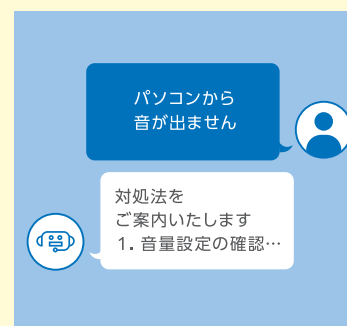 パソコンから
音が出ません
対処法を
ご案内いたします
1. 音量設定の確認…